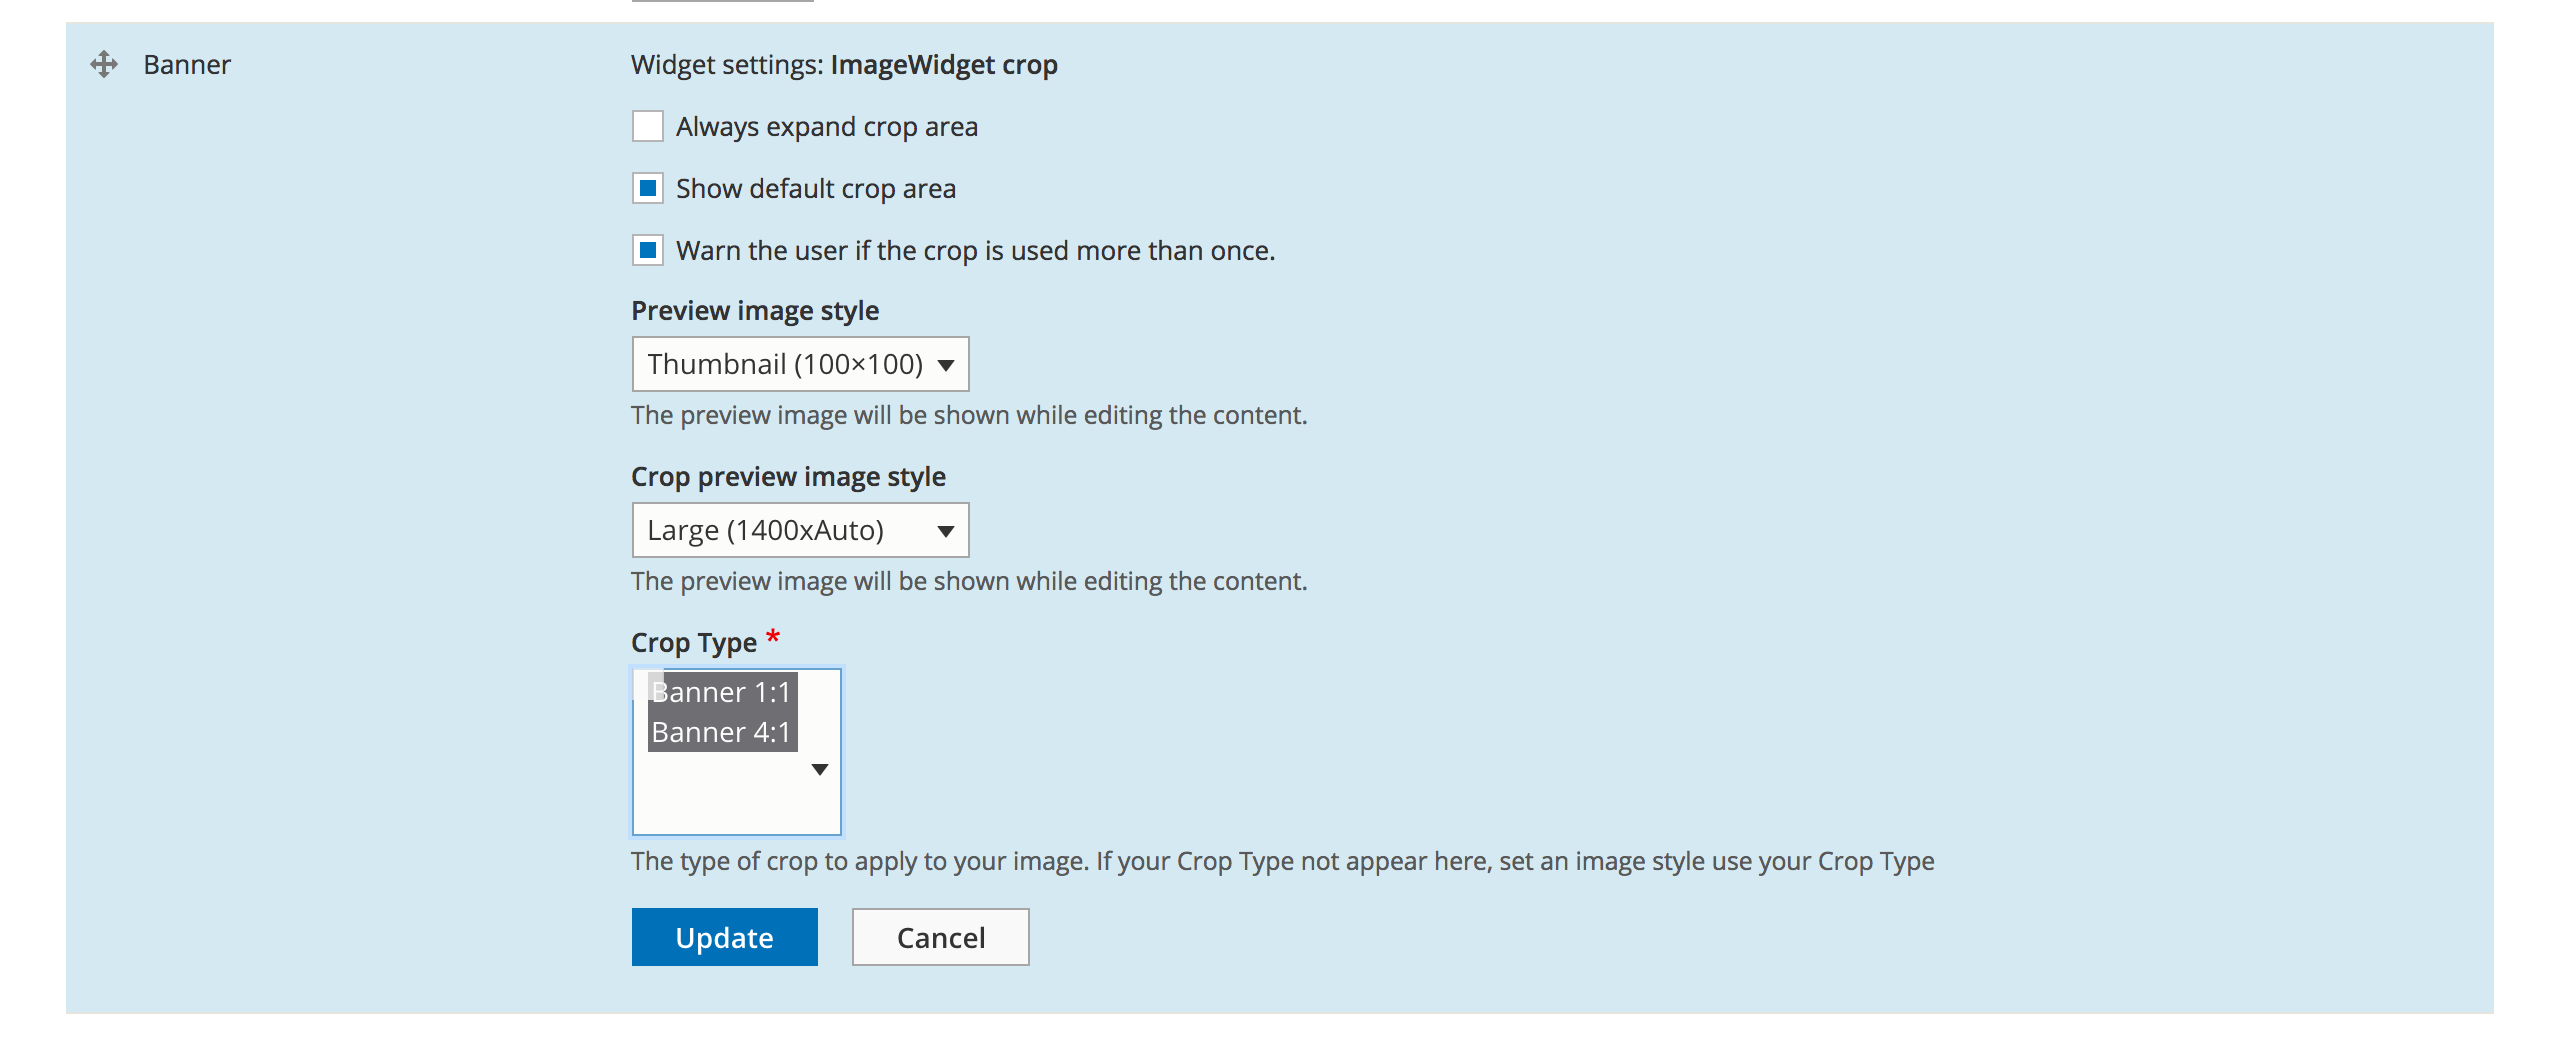 Banner
Widget settings: ImageWidget crop
Always expand crop area
Show default crop area
Warn the user if the crop is used more than once.
Preview image style
Thumbnail (100×100)
The preview image will be shown while editing the content.
Crop preview image style
Large (1400xAuto)
The preview image will be shown while editing the content.
Crop Type *
Banner 1:1
Banner 4:1
The type of crop to apply to your image. If your Crop Type not appear here, set an image style use your Crop Type
Update Cancel